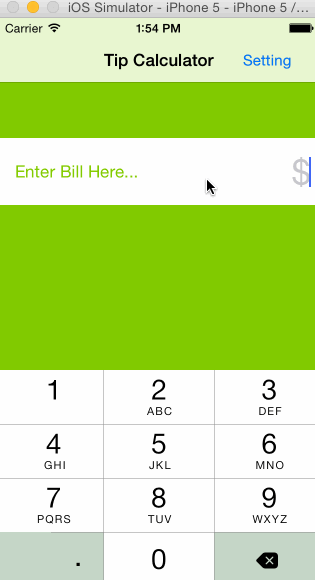 iOS Simulator - iPhone 5 - iPhone 5 /...
Carrier 1:54 PM
Tip Calculator Setting
Enter Bill Here... $
1 2 3
ABC DEF
4 5 6
GHI JKL MNO
7 8 9
PQRS TUV WXYZ
. 0